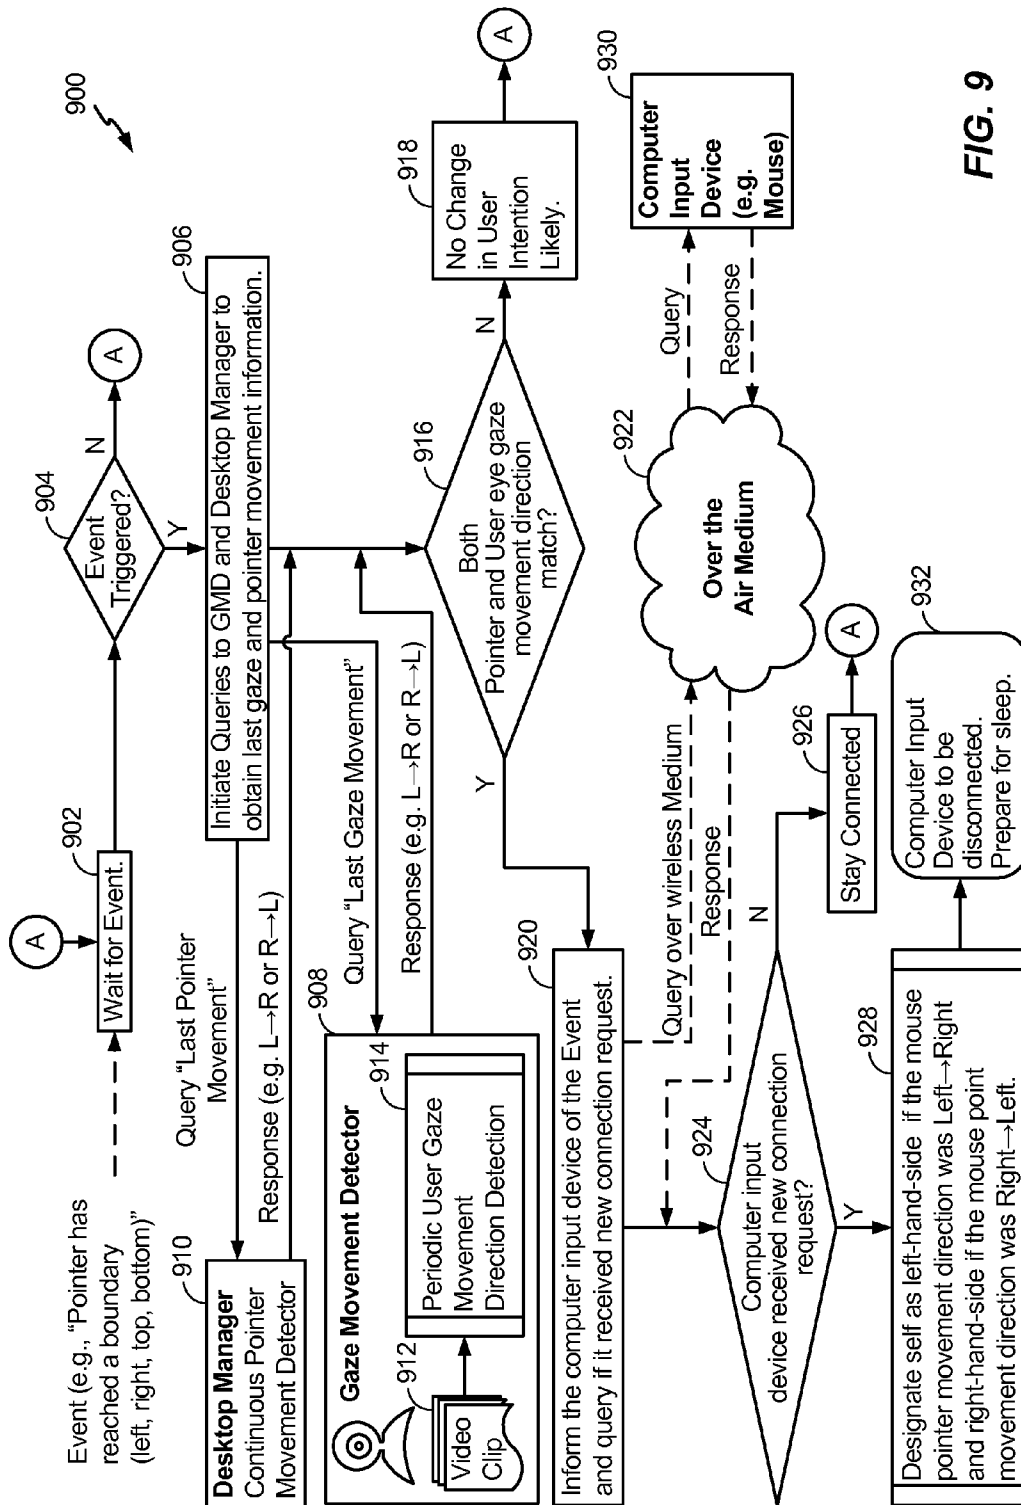 900
A
Event (e.g., “Pointer has
reached a boundary
(left, right, top, bottom)”
902
Wait for Event.
904
Event
Triggered?
N
A
Y
906
Initiate Queries to GMD and Desktop Manager to
obtain last gaze and pointer movement information.
Query “Last Pointer
Movement”
910
Desktop Manager
Continuous Pointer
Movement Detector
Response (e.g. L→R or R→L)
Query “Last Gaze Movement”
908
Gaze Movement Detector
912
Video
Clip
914
Periodic User Gaze
Movement
Direction Detection
Response (e.g. L→R or R→L)
916
Both
Pointer and User eye gaze
movement direction
match?
N
918
No Change
in User
Intention
Likely.
A
Y
920
Inform the computer input device of the Event
and query if it received new connection request.
Query over wireless Medium
Response
922
Over the
Air Medium
Query
Response
930
Computer
Input
Device
(e.g.
Mouse)
924
Computer input
device received new connection
request?
N
926
Stay Connected
A
Y
928
Designate self as left-hand-side if the mouse
pointer movement direction was Left→Right
and right-hand-side if the mouse point
movement direction was Right→Left.
932
Computer Input
Device to be
disconnected.
Prepare for sleep.
FIG. 9